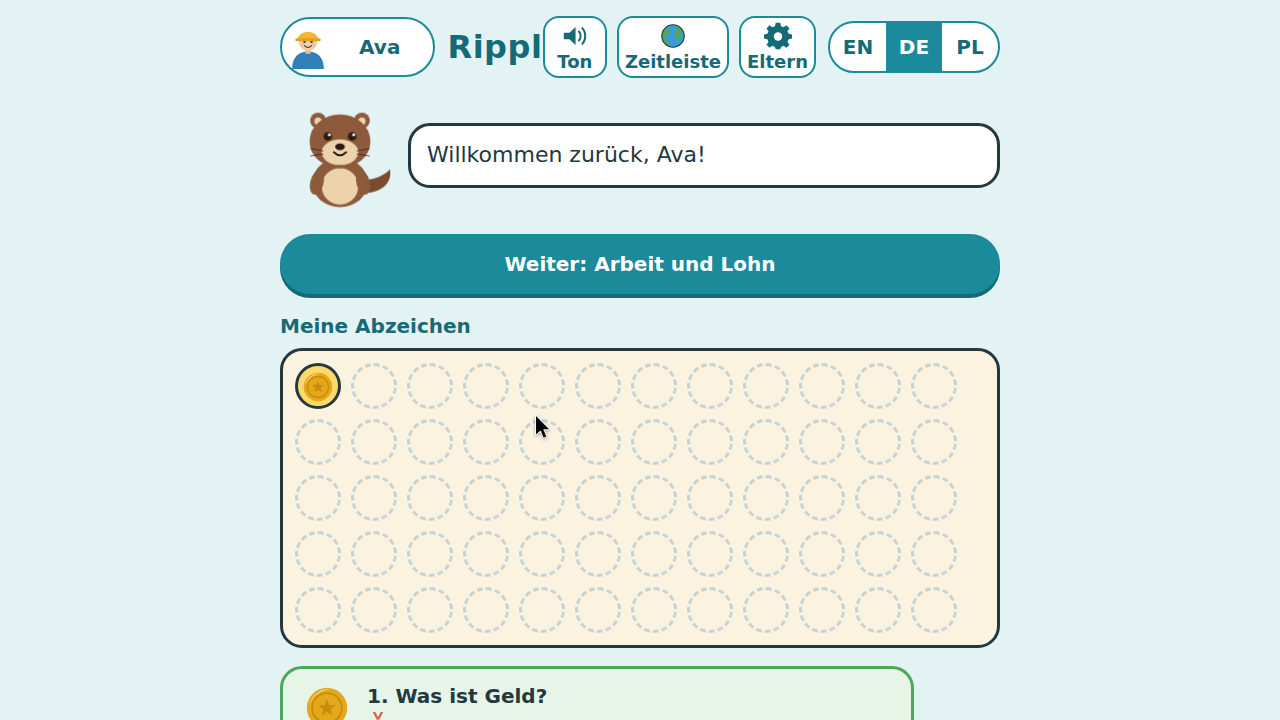 Ava
Rippl
Ton
Zeitleiste
Eltern
EN
DE
PL
Willkommen zurück, Ava!
Weiter: Arbeit und Lohn
Meine Abzeichen
1. Was ist Geld?